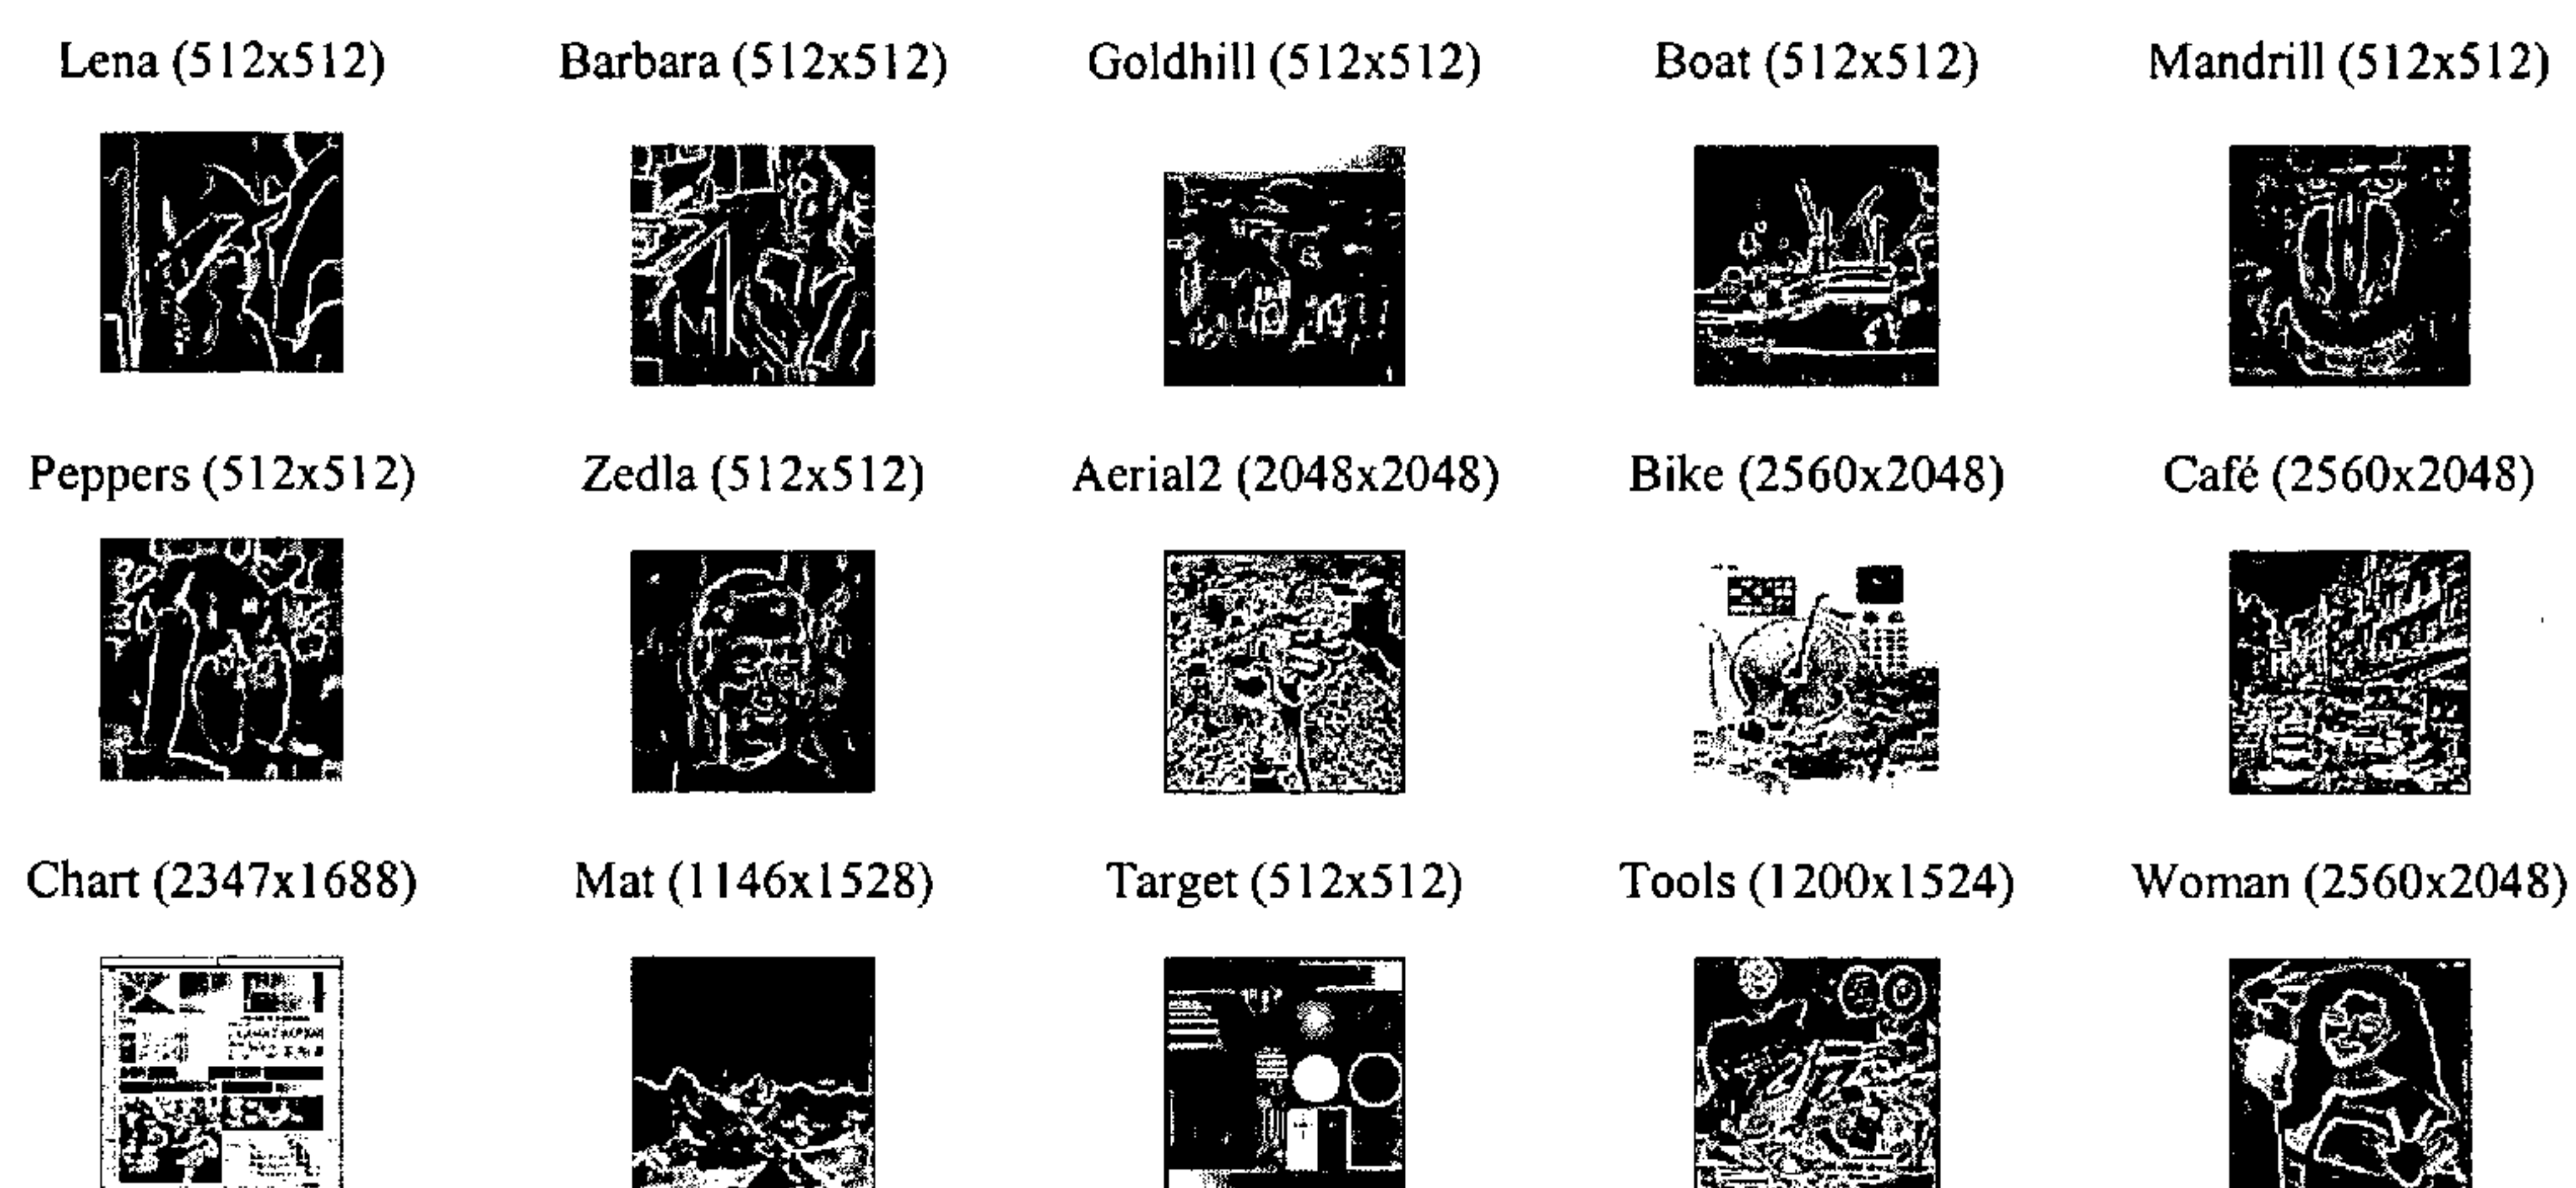 Lena (512x512) Barbara (512x512) Goldhill (512x512) Boat (512x512) Mandrill (512x512)
Peppers (512x512) Zedla (512x512) Aerial2 (2048x2048) Bike (2560x2048) Café (2560x2048)
Chart (2347x1688) Mat (1146x1528) Target (512x512) Tools (1200x1524) Woman (2560x2048)